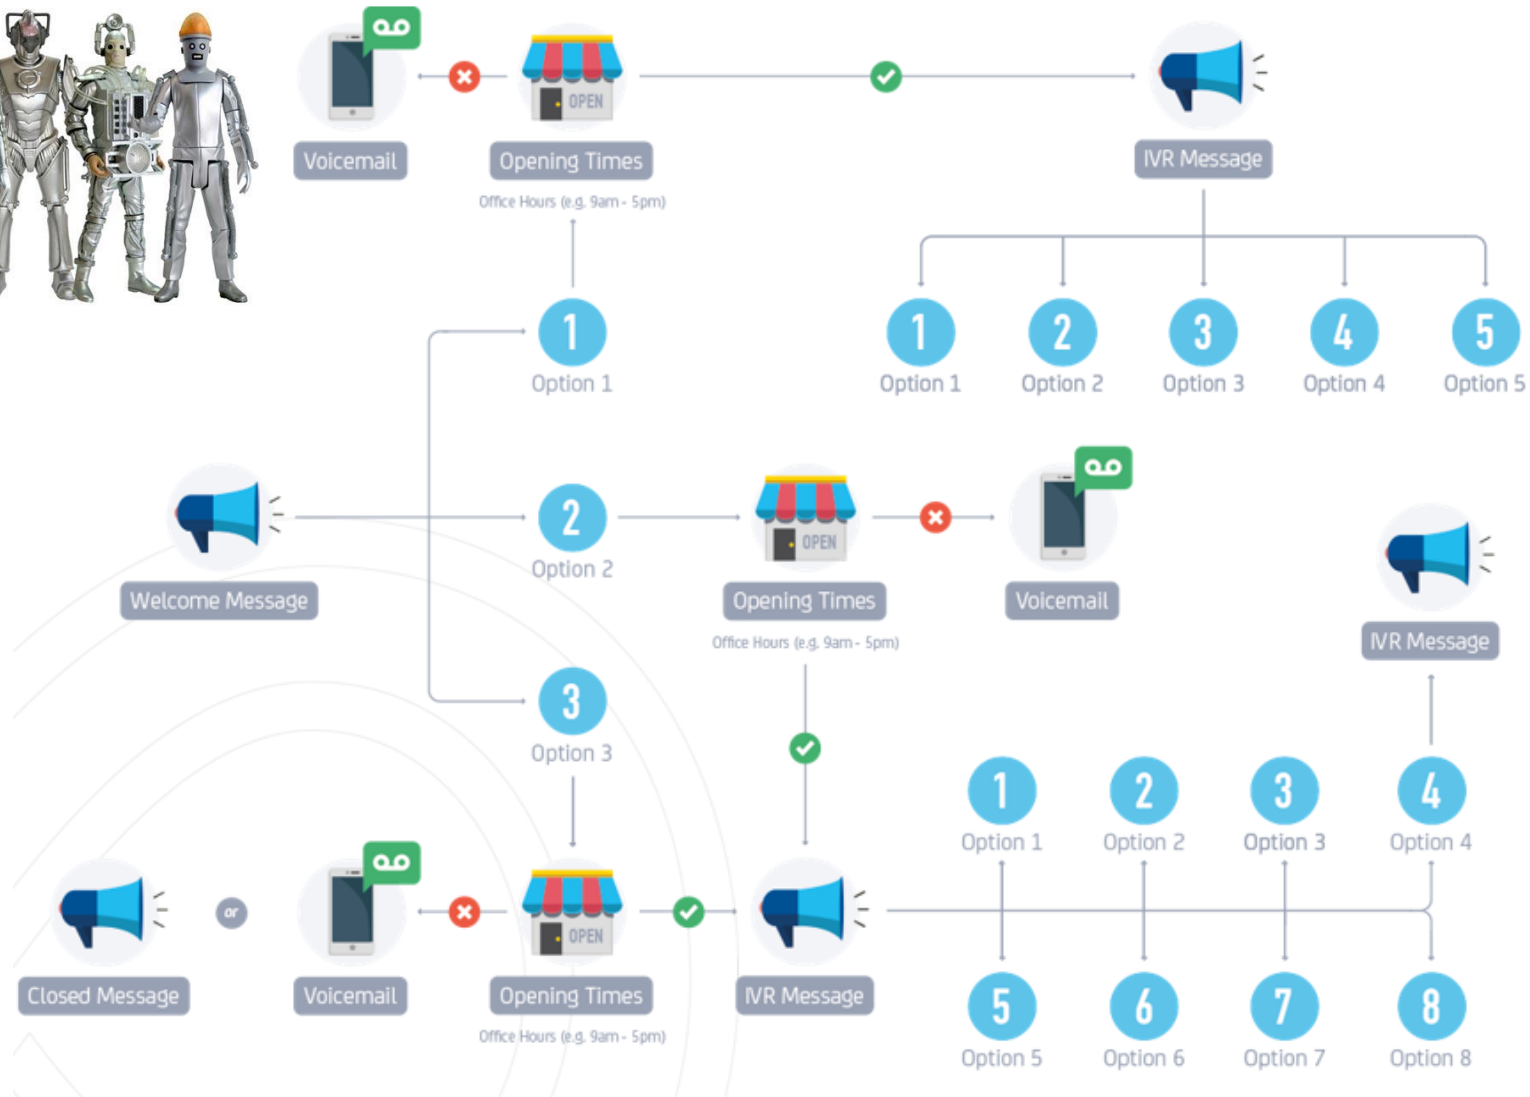 OPEN
Voicemail
Opening Times
IVR Message
Office Hours (e.g. 9am - 5pm)
1
Option 1
1
2
3
4
5
Option 1
Option 2
Option 3
Option 4
Option 5
Welcome Message
2
Option 2
OPEN
Opening Times
Voicemail
Office Hours (e.g. 9am - 5pm)
IVR Message
3
Option 3
1
2
3
4
Option 1
Option 2
Option 3
Option 4
or
OPEN
Closed Message
Voicemail
Opening Times
IVR Message
Office Hours (e.g. 9am - 5pm)
5
6
7
8
Option 5
Option 6
Option 7
Option 8